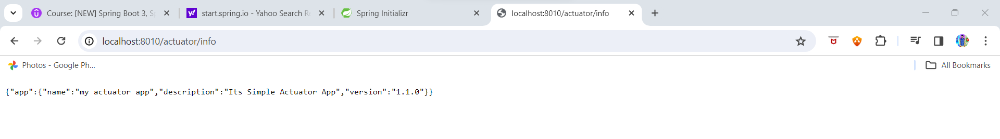 Course: [NEW] Spring Boot 3, Sp
start.spring.io - Yahoo Search Re
Spring Initializr
localhost:8010/actuator/info
localhost:8010/actuator/info
Photos - Google Ph...
All Bookmarks
{"app":{"name":"my actuator app","description":"Its Simple Actuator App","version":"1.1.0"}}